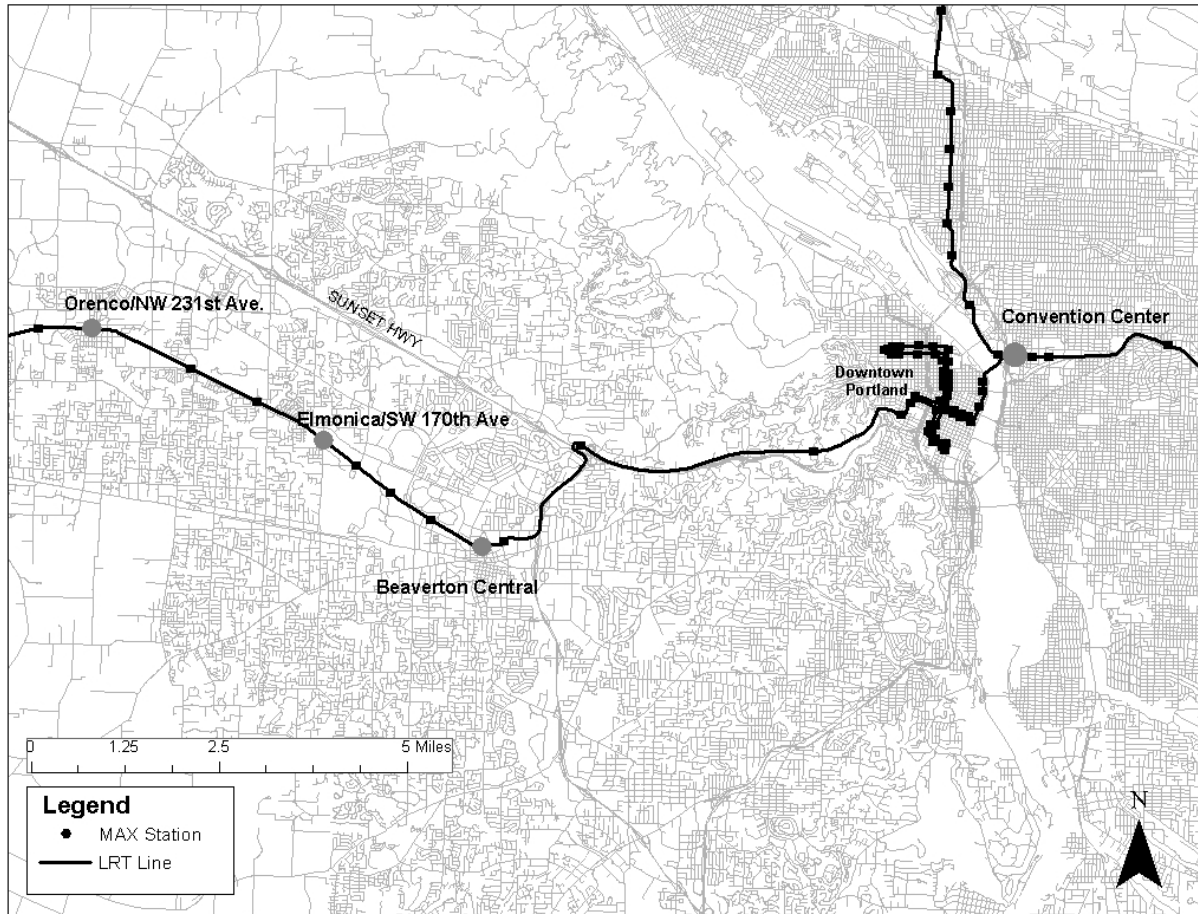 Orenco/NW 231st Ave.
SUNSET HWY
Convention Center
Downtown
Portland
Elmonica/SW 170th Ave
Beaverton Central
0 1.25 2.5 5 Miles
Legend
MAX Station
LRT Line
N